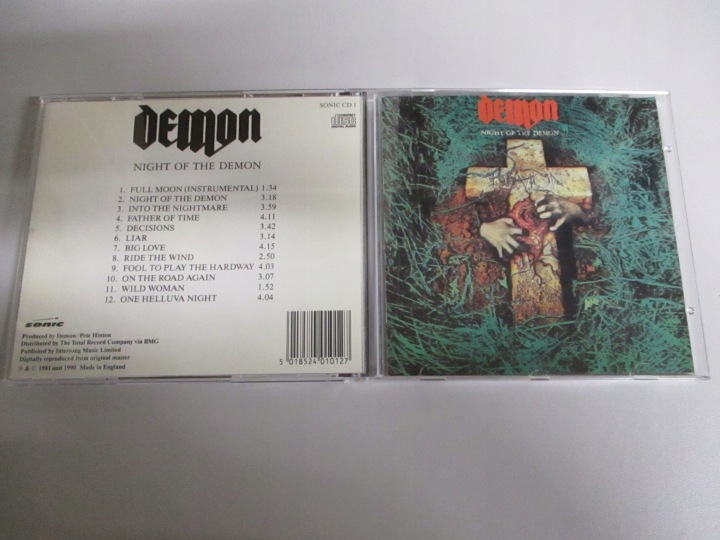 SONIC CD 1
DEMON
COMPACT
disc
DIGITAL AUDIO
NIGHT OF THE DEMON
1. FULL MOON (INSTRUMENTAL) 1.34
2. NIGHT OF THE DEMON 3.18
3. INTO THE NIGHTMARE 3.59
4. FATHER OF TIME 4.11
5. DECISIONS 3.42
6. LIAR 3.14
7. BIG LOVE 4.15
8. RIDE THE WIND 2.50
9. FOOL TO PLAY THE HARDWAY 4.03
10. ON THE ROAD AGAIN 3.07
11. WILD WOMAN 1.52
12. ONE HELLUVA NIGHT 4.04
SONIC
Produced by Demon/Pete Hinton
Distributed by The Total Record Company via BMG
Published by Intersong Music Limited
Digitally reproduced from original master
℗ & © 1981 and 1990 Made in England
5 018524 010127
DEMON
NIGHT OF THE DEMON